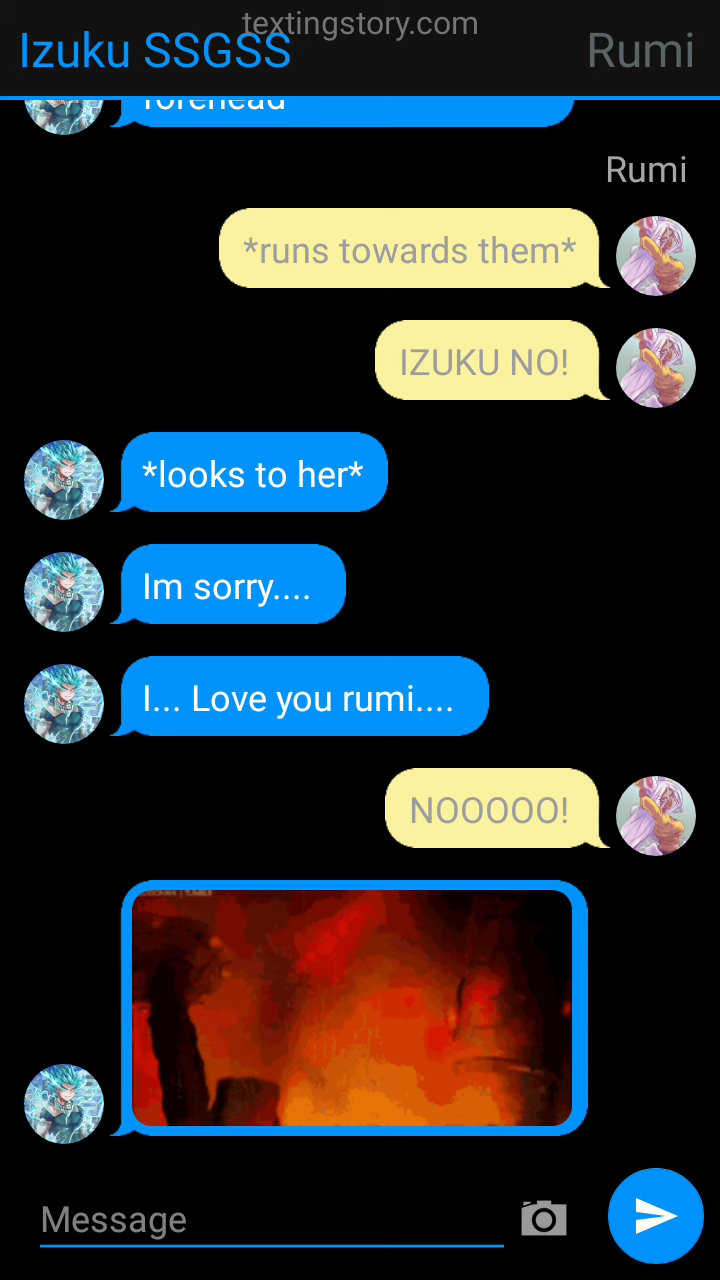 textingstory.com
Izuku SSGSS
Rumi
forehead
Rumi
*runs towards them*
IZUKU NO!
*looks to her*
Im sorry....
I... Love you rumi....
NOOOOO!
Message